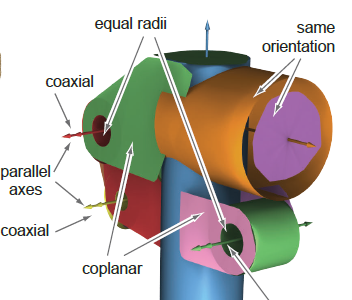 equal radii
same
orientation
coaxial
parallel
axes
coaxial
coplanar